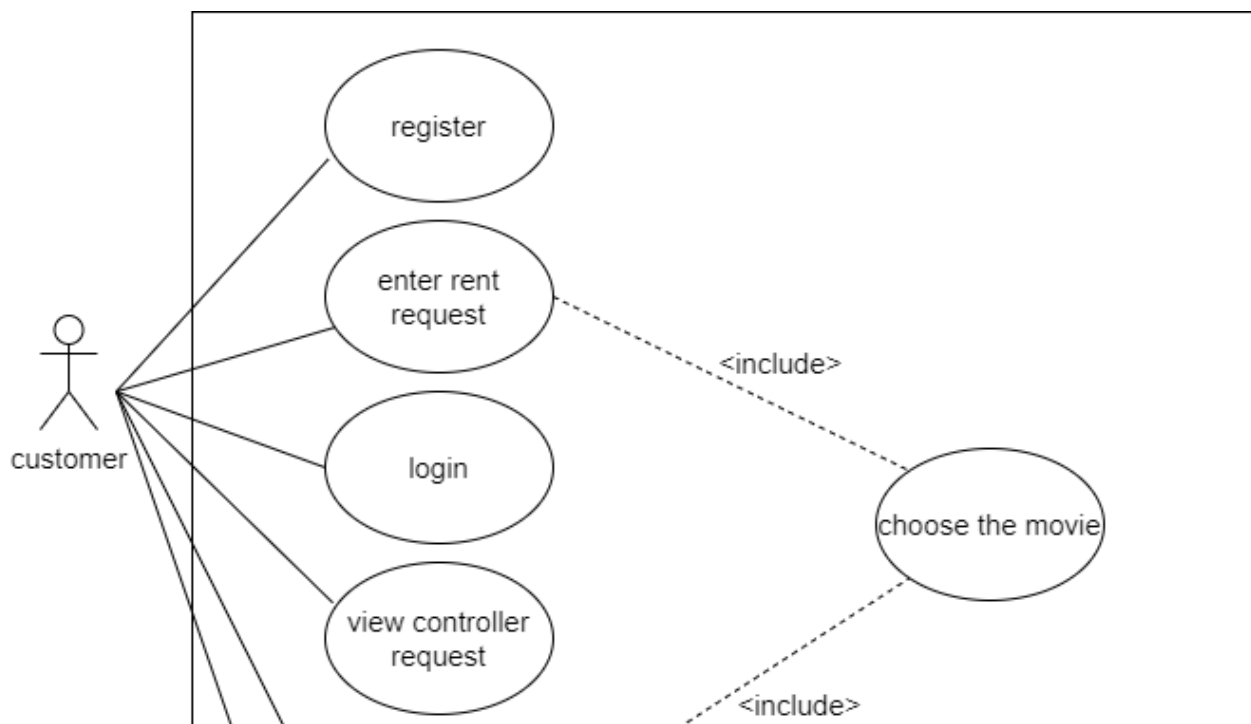 register
enter rent
request
<include>
customer
login
choose the movie
view controller
request
<include>